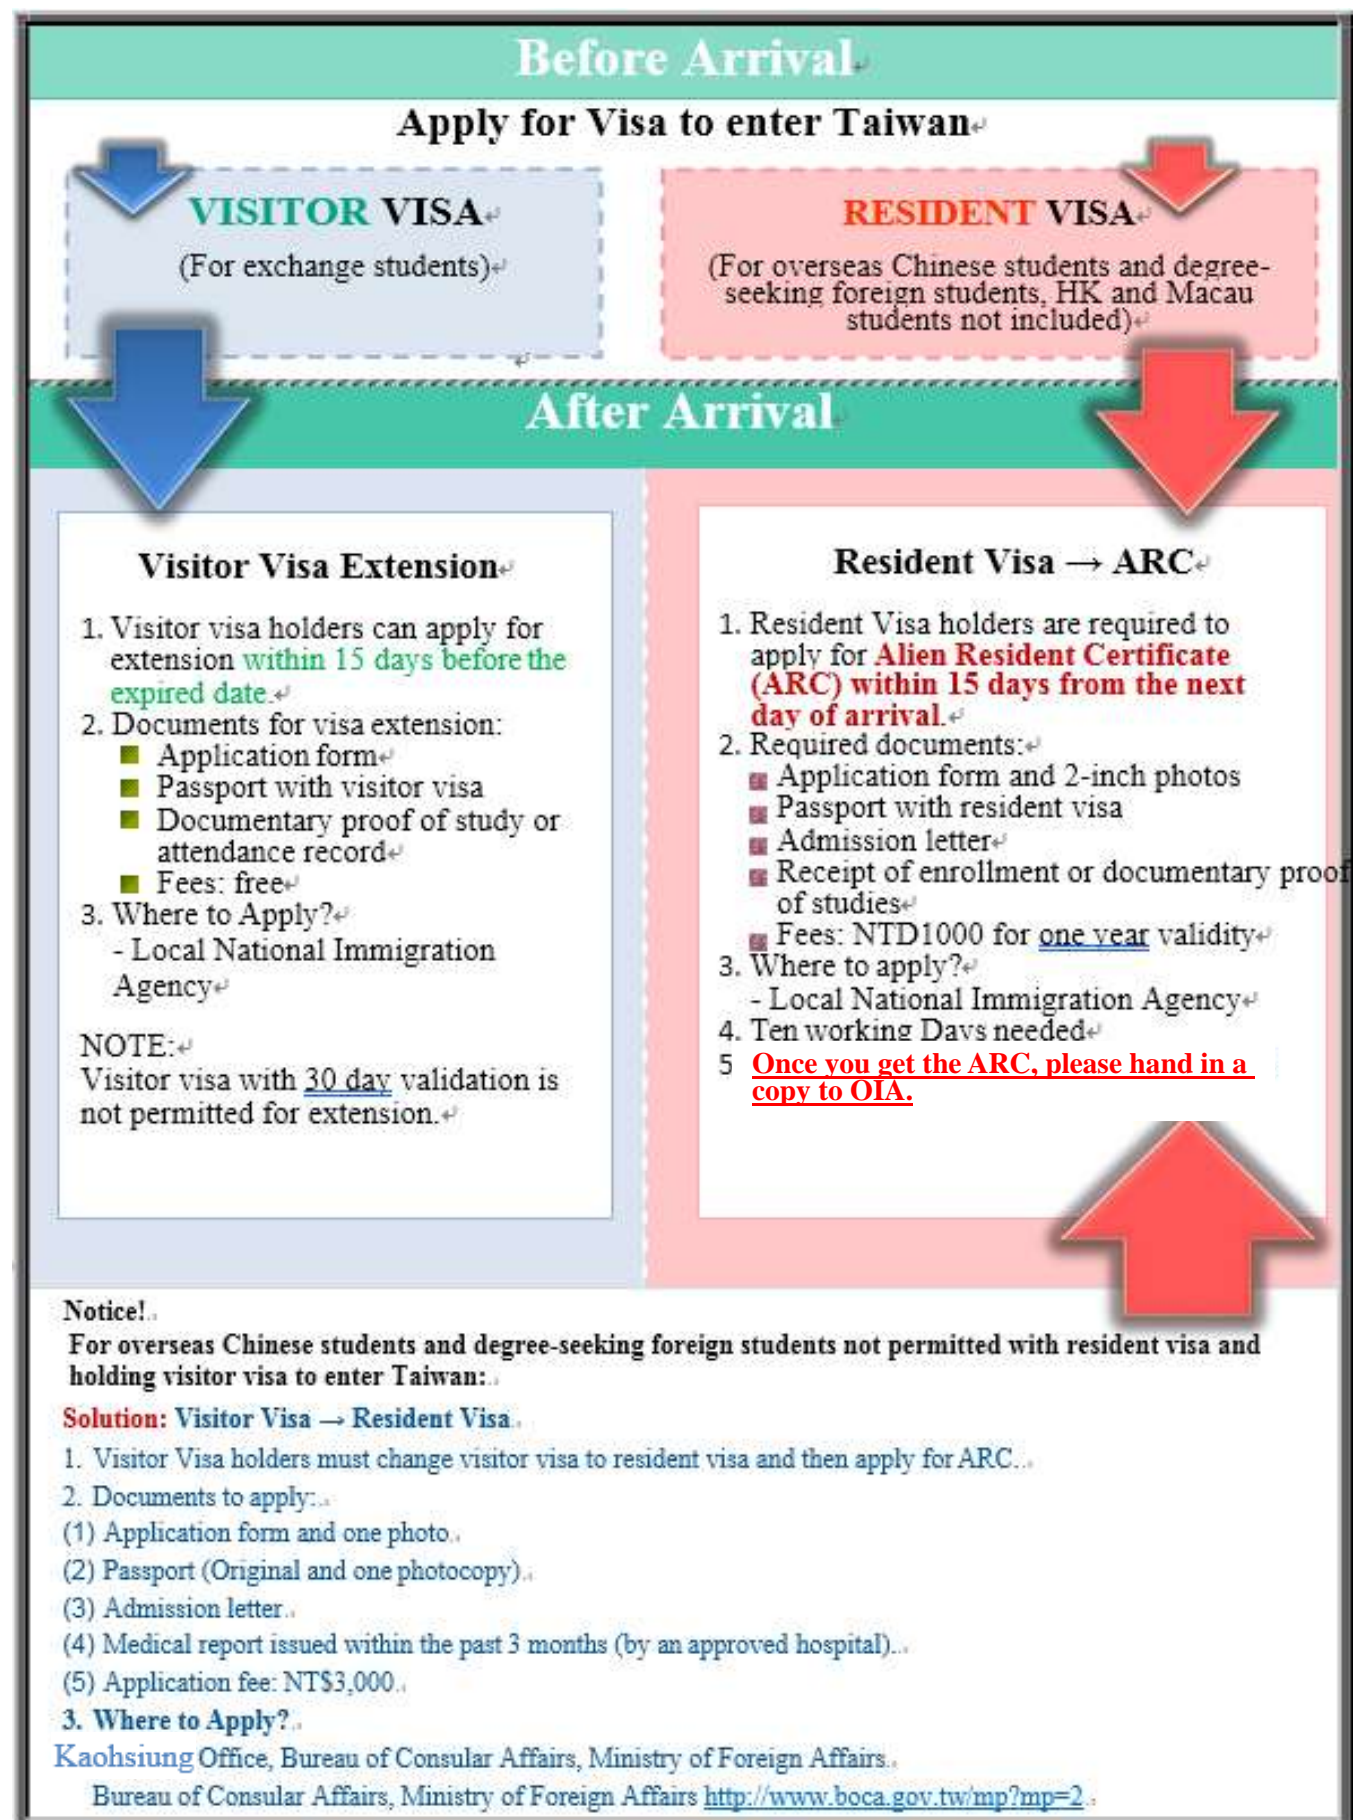 Before Arrival
Apply for Visa to enter Taiwan
VISITOR VISA
(For exchange students)
RESIDENT VISA
(For overseas Chinese students and degree-
seeking foreign students, HK and Macau
students not included)
After Arrival
Visitor Visa Extension
1. Visitor visa holders can apply for
extension within 15 days before the
expired date.
2. Documents for visa extension:
Application form
Passport with visitor visa
Documentary proof of study or
attendance record
Fees: free
3. Where to Apply?
- Local National Immigration
Agency
NOTE:
Visitor visa with 30 day validation is
not permitted for extension.
Resident Visa → ARC
1. Resident Visa holders are required to
apply for Alien Resident Certificate
(ARC) within 15 days from the next
day of arrival.
2. Required documents:
Application form and 2-inch photos
Passport with resident visa
Admission letter
Receipt of enrollment or documentary proof
of studies
Fees: NTD1000 for one year validity
3. Where to apply?
- Local National Immigration Agency
4. Ten working Days needed
5 Once you get the ARC, please hand in a
copy to OIA.
Notice!
For overseas Chinese students and degree-seeking foreign students not permitted with resident visa and
holding visitor visa to enter Taiwan:
Solution: Visitor Visa → Resident Visa
1. Visitor Visa holders must change visitor visa to resident visa and then apply for ARC.
2. Documents to apply:
(1) Application form and one photo
(2) Passport (Original and one photocopy)
(3) Admission letter
(4) Medical report issued within the past 3 months (by an approved hospital).
(5) Application fee: NT$3,000
3. Where to Apply?
Kaohsiung Office, Bureau of Consular Affairs, Ministry of Foreign Affairs
Bureau of Consular Affairs, Ministry of Foreign Affairs http://www.boca.gov.tw/mp?mp=2